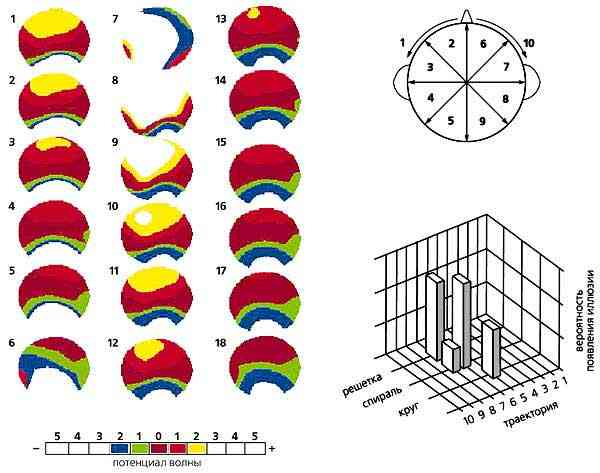 1 7 13
2 8 14
3 9 15
4 10 16
5 11 17
6 12 18
5 4 3 2 1 0 1 2 3 4 5
− +
потенциал волны
1 2 6 10
3 7
4 8
5 9
решетка
спираль
круг
10 9 8 7 6 5 4 3 2 1
траектория
вероятность
появления иллюзии